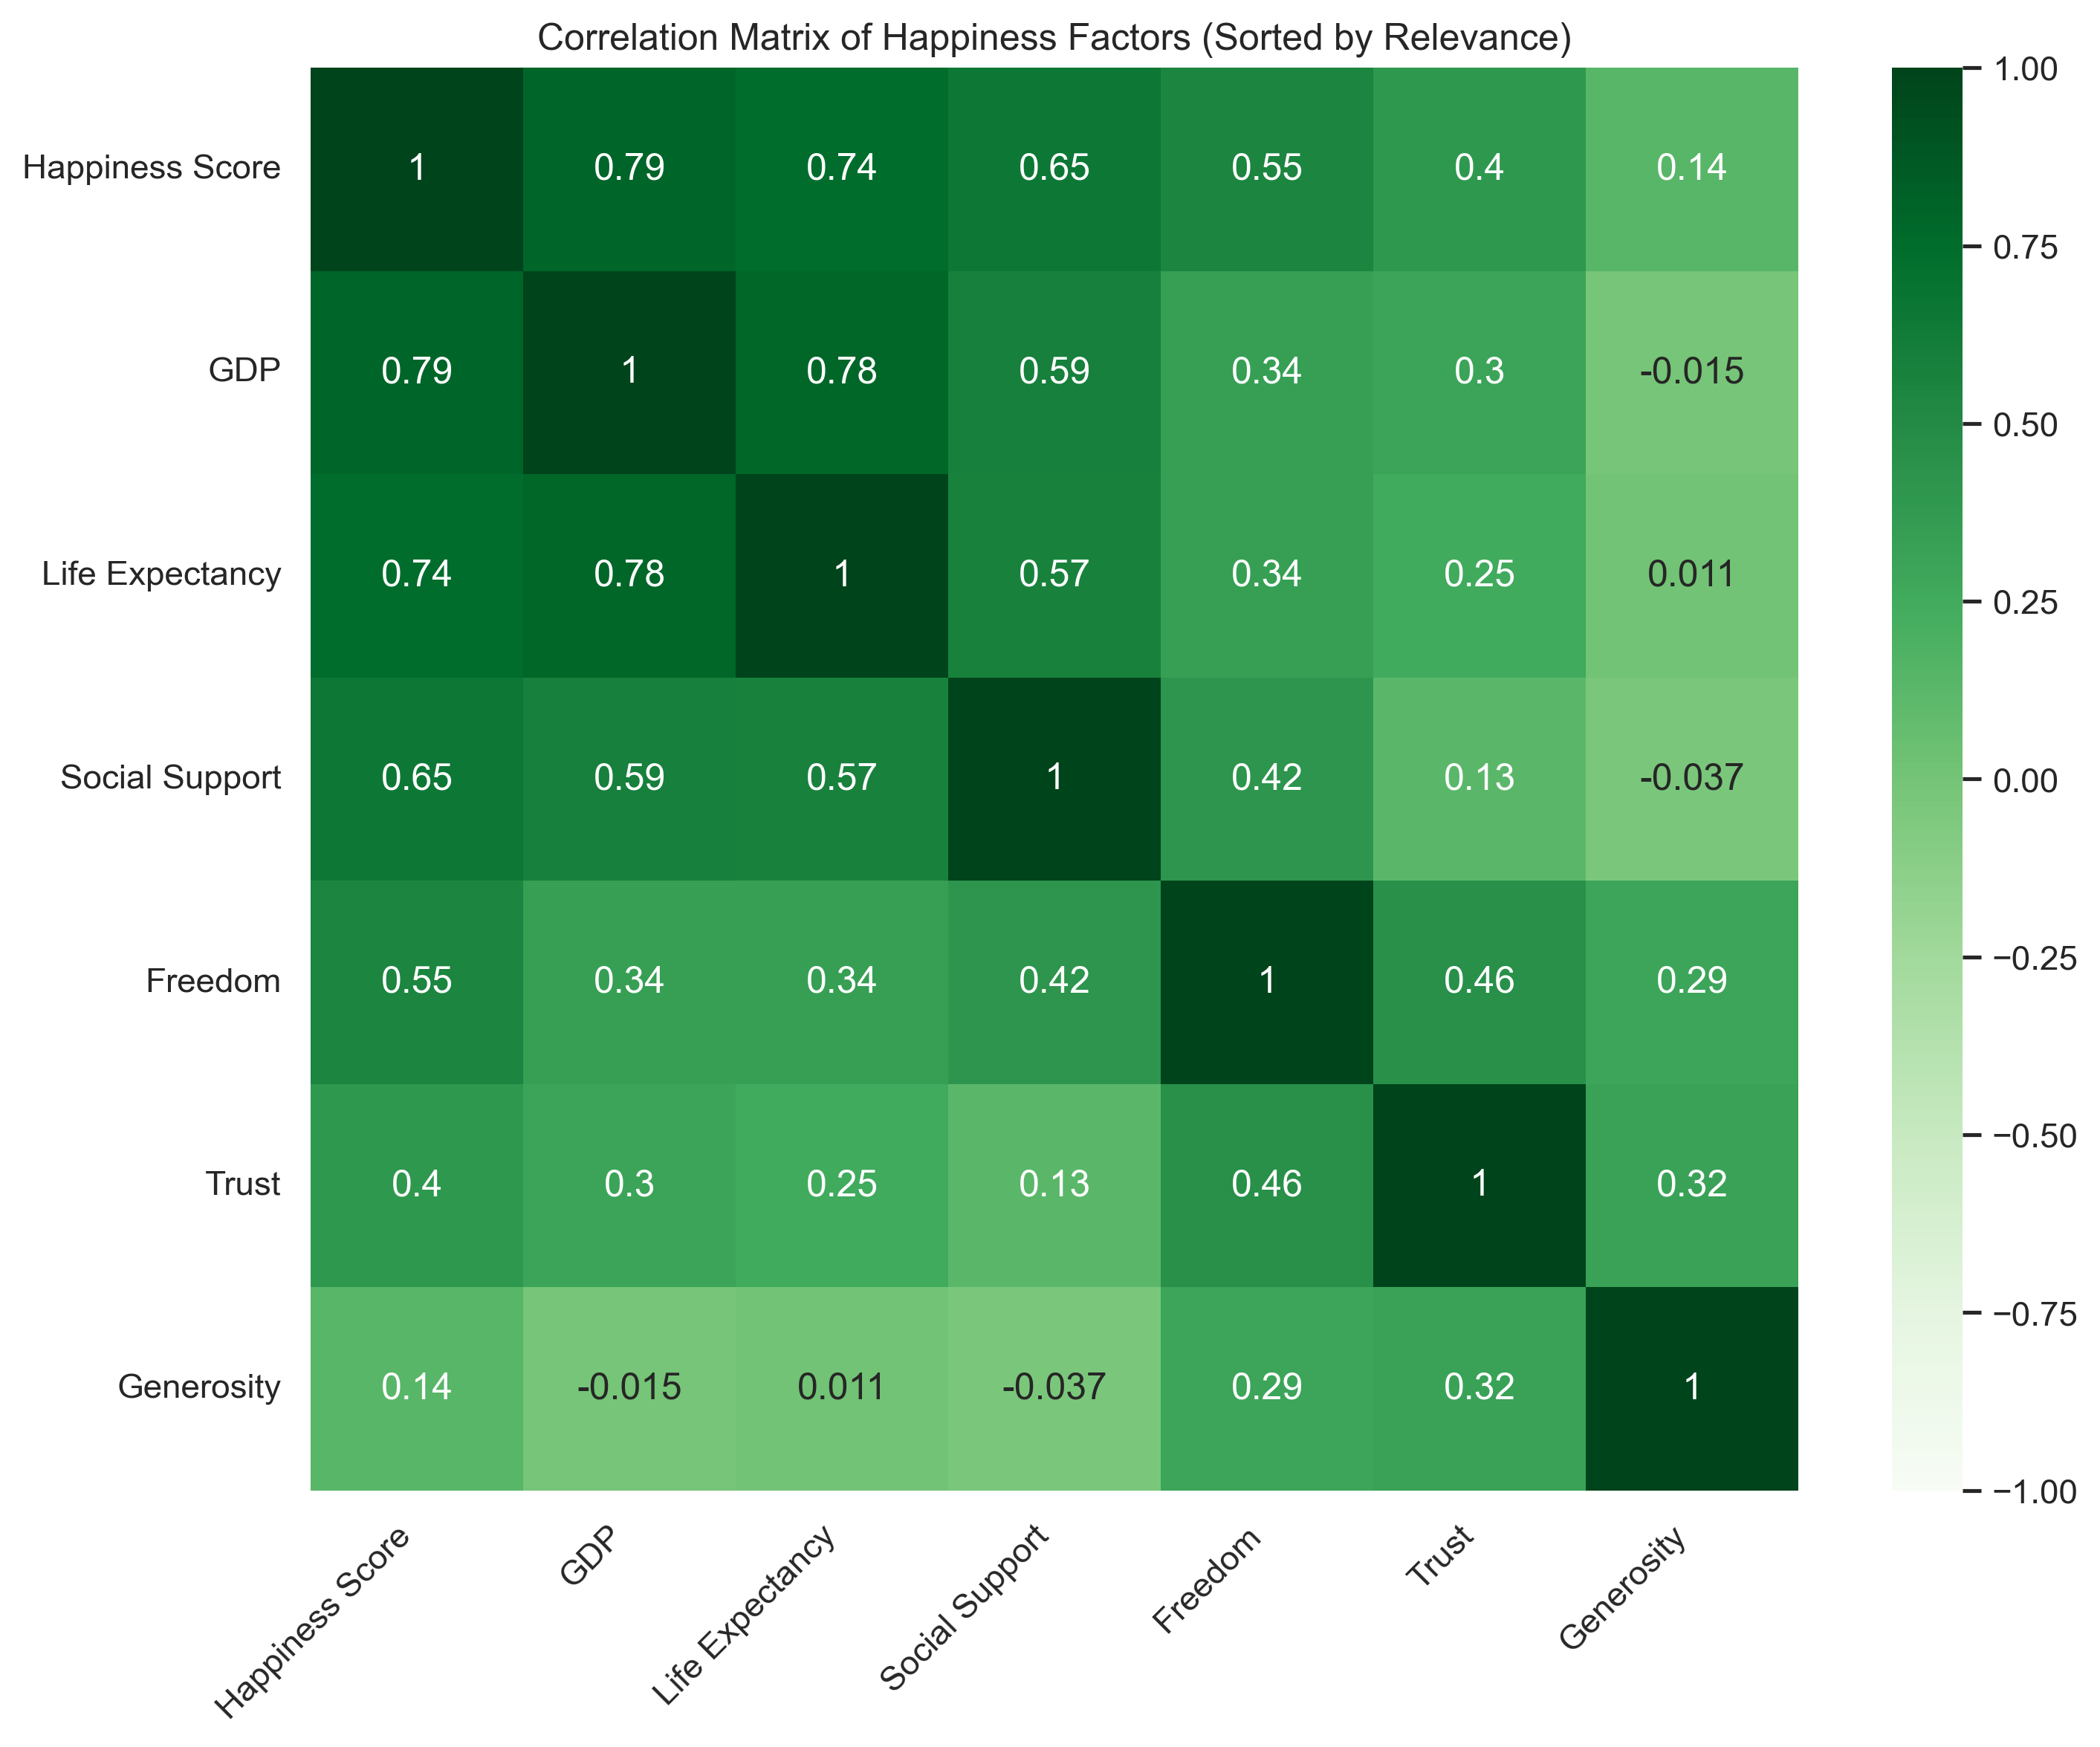 Correlation Matrix of Happiness Factors (Sorted by Relevance)
Happiness Score 1 0.79 0.74 0.65 0.55 0.4 0.14
GDP 0.79 1 0.78 0.59 0.34 0.3 -0.015
Life Expectancy 0.74 0.78 1 0.57 0.34 0.25 0.011
Social Support 0.65 0.59 0.57 1 0.42 0.13 -0.037
Freedom 0.55 0.34 0.34 0.42 1 0.46 0.29
Trust 0.4 0.3 0.25 0.13 0.46 1 0.32
Generosity 0.14 -0.015 0.011 -0.037 0.29 0.32 1
Happiness Score
GDP
Life Expectancy
Social Support
Freedom
Trust
Generosity
1.00
0.75
0.50
0.25
0.00
−0.25
−0.50
−0.75
−1.00